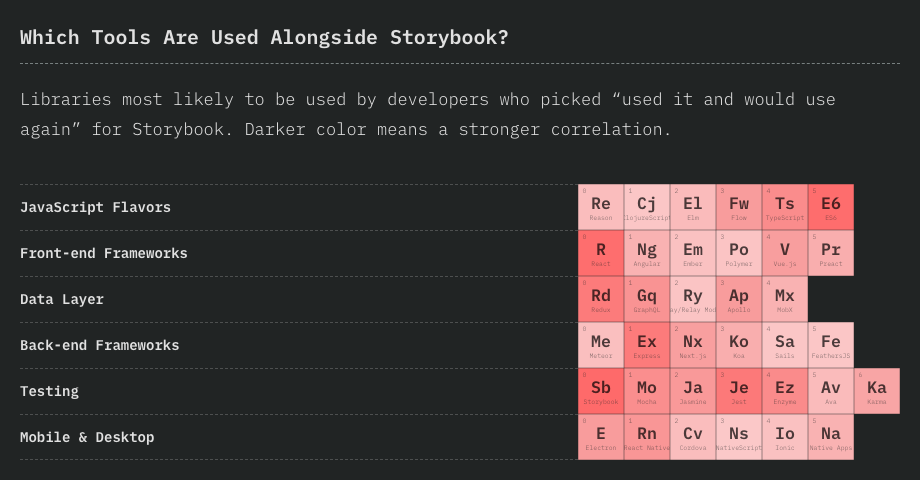 Which Tools Are Used Alongside Storybook?
Libraries most likely to be used by developers who picked “used it and would use
again” for Storybook. Darker color means a stronger correlation.
JavaScript Flavors
0 1 2 3 4 5
Re Cj El Fw Ts E6
Reason ClojureScript Elm Flow TypeScript ES6
Front-end Frameworks
0 1 2 3 4 5
R Ng Em Po V Pr
React Angular Ember Polymer Vue.js Preact
Data Layer
0 1 2 3 4
Rd Gq Ry Ap Mx
Redux GraphQL ay/Relay Mod Apollo MobX
Back-end Frameworks
0 1 2 3 4 5
Me Ex Nx Ko Sa Fe
Meteor Express Next.js Koa Sails FeathersJS
Testing
0 1 2 3 4 5 6
Sb Mo Ja Je Ez Av Ka
Storybook Mocha Jasmine Jest Enzyme Ava Karma
Mobile & Desktop
0 1 2 3 4 5
E Rn Cv Ns Io Na
Electron React Native Cordova NativeScript Ionic Native Apps